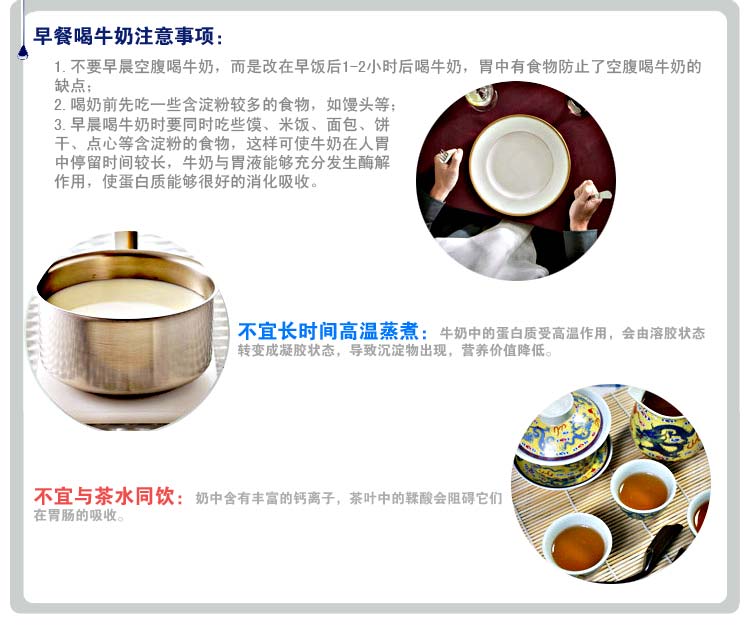 早餐喝牛奶注意事项：
1. 不要早晨空腹喝牛奶，而是改在早饭后1-2小时后喝牛奶，胃中有食物防止了空腹喝牛奶的
缺点；
2. 喝奶前先吃一些含淀粉较多的食物，如馒头等；
3. 早晨喝牛奶时要同时吃些馍、米饭、面包、饼
干、点心等含淀粉的食物，这样可使牛奶在人胃
中停留时间较长，牛奶与胃液能够充分发生酶解
作用，使蛋白质能够很好的消化吸收。
不宜长时间高温蒸煮：牛奶中的蛋白质受高温作用，会由溶胶状态
转变成凝胶状态，导致沉淀物出现，营养价值降低。
不宜与茶水同饮：奶中含有丰富的钙离子，茶叶中的鞣酸会阻碍它们
在胃肠的吸收。